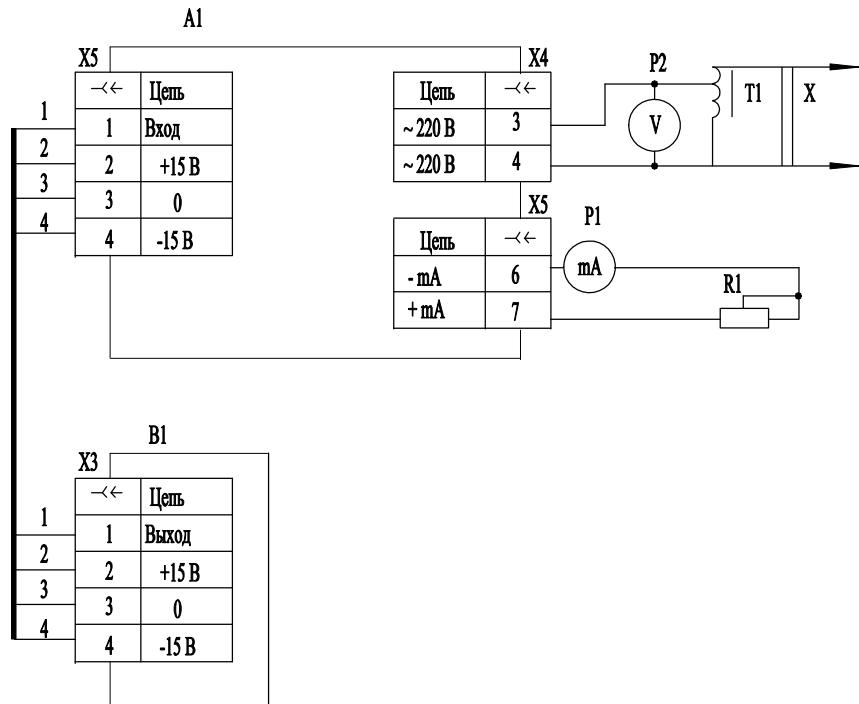 A1
X5
Цепь
1 1 Вход
2 2 +15 В
3 3 0
4 4 -15 В
X4
Цепь
~ 220 В 3
~ 220 В 4
P2
V
T1
X
X5
Цепь
- mA 6
+ mA 7
P1
mA
R1
B1
X3
Цепь
1 1 Выход
2 2 +15 В
3 3 0
4 4 -15 В